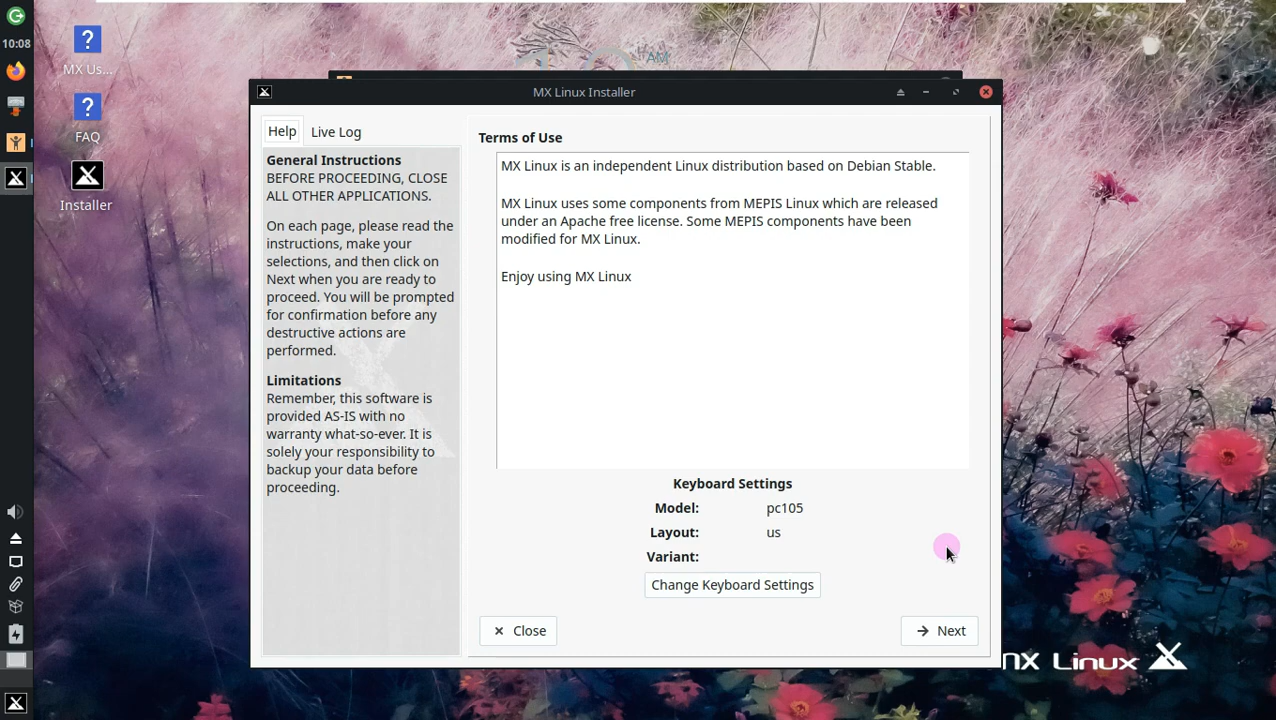 10:08
MX Us...
FAQ
Installer
AM
MX Linux Installer
Help
Live Log
General Instructions
BEFORE PROCEEDING, CLOSE
ALL OTHER APPLICATIONS.
On each page, please read the
instructions, make your
selections, and then click on
Next when you are ready to
proceed. You will be prompted
for confirmation before any
destructive actions are
performed.
Limitations
Remember, this software is
provided AS-IS with no
warranty what-so-ever. It is
solely your responsibility to
backup your data before
proceeding.
Terms of Use
MX Linux is an independent Linux distribution based on Debian Stable.
MX Linux uses some components from MEPIS Linux which are released
under an Apache free license. Some MEPIS components have been
modified for MX Linux.
Enjoy using MX Linux
Keyboard Settings
Model: pc105
Layout: us
Variant:
Change Keyboard Settings
Close
Next
mx Linux